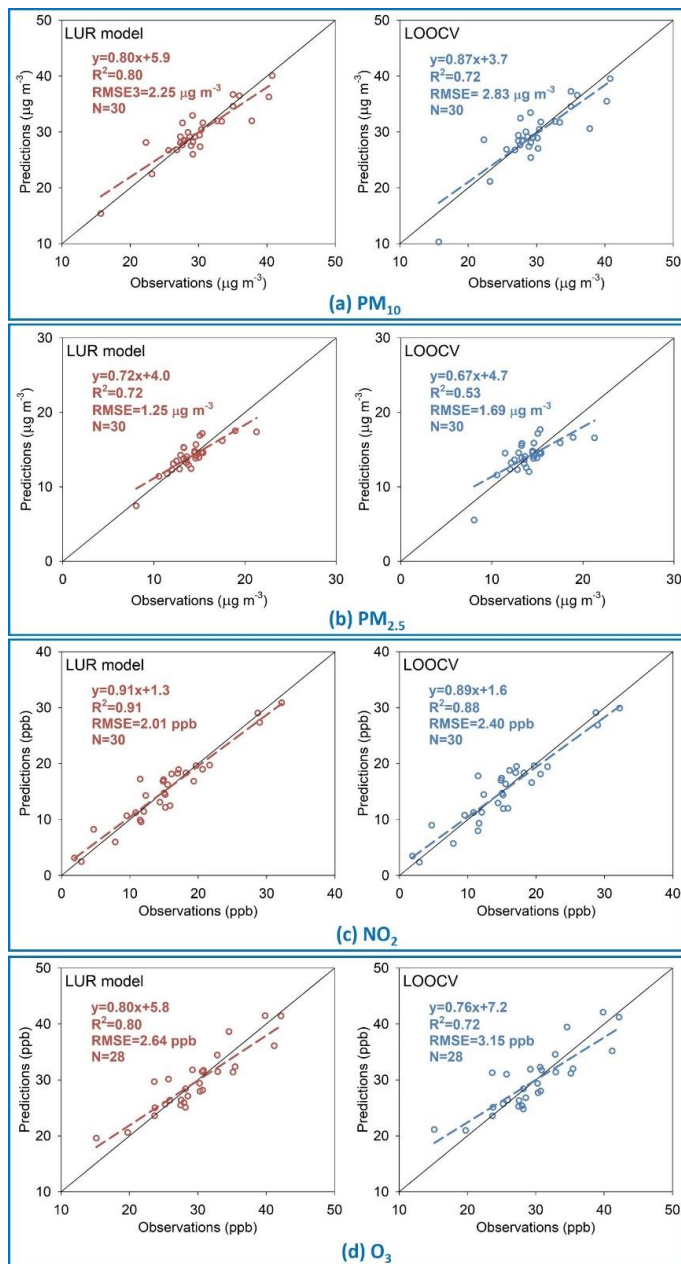 LUR model
y=0.80x+5.9
R²=0.80
RMSE3=2.25 μg m⁻³
N=30
Predictions (μg m⁻³)
50
40
30
20
10
10 20 30 40 50
Observations (μg m⁻³)
LOOCV
y=0.87x+3.7
R²=0.72
RMSE= 2.83 μg m⁻³
N=30
Predictions (μg m⁻³)
50
40
30
20
10
10 20 30 40 50
Observations (μg m⁻³)
(a) PM₁₀
LUR model
y=0.72x+4.0
R²=0.72
RMSE=1.25 μg m⁻³
N=30
Predictions (μg m⁻³)
30
20
10
0
0 10 20 30
Observations (μg m⁻³)
LOOCV
y=0.67x+4.7
R²=0.53
RMSE=1.69 μg m⁻³
N=30
Predictions (μg m⁻³)
30
20
10
0
0 10 20 30
Observations (μg m⁻³)
(b) PM₂.₅
LUR model
y=0.91x+1.3
R²=0.91
RMSE=2.01 ppb
N=30
Predictions (ppb)
40
30
20
10
0
0 10 20 30 40
Observations (ppb)
LOOCV
y=0.89x+1.6
R²=0.88
RMSE=2.40 ppb
N=30
Predictions (ppb)
40
30
20
10
0
0 10 20 30 40
Observations (ppb)
(c) NO₂
LUR model
y=0.80x+5.8
R²=0.80
RMSE=2.64 ppb
N=28
Predictions (ppb)
50
40
30
20
10
10 20 30 40 50
Observations (ppb)
LOOCV
y=0.76x+7.2
R²=0.72
RMSE=3.15 ppb
N=28
Predictions (ppb)
50
40
30
20
10
10 20 30 40 50
Observations (ppb)
(d) O₃